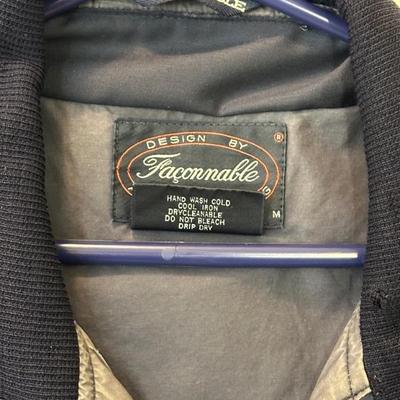 DESIGN BY
®
Façonnable
HAND WASH COLD
COOL IRON
DRYCLEANABLE
DO NOT BLEACH
DRIP DRY
M